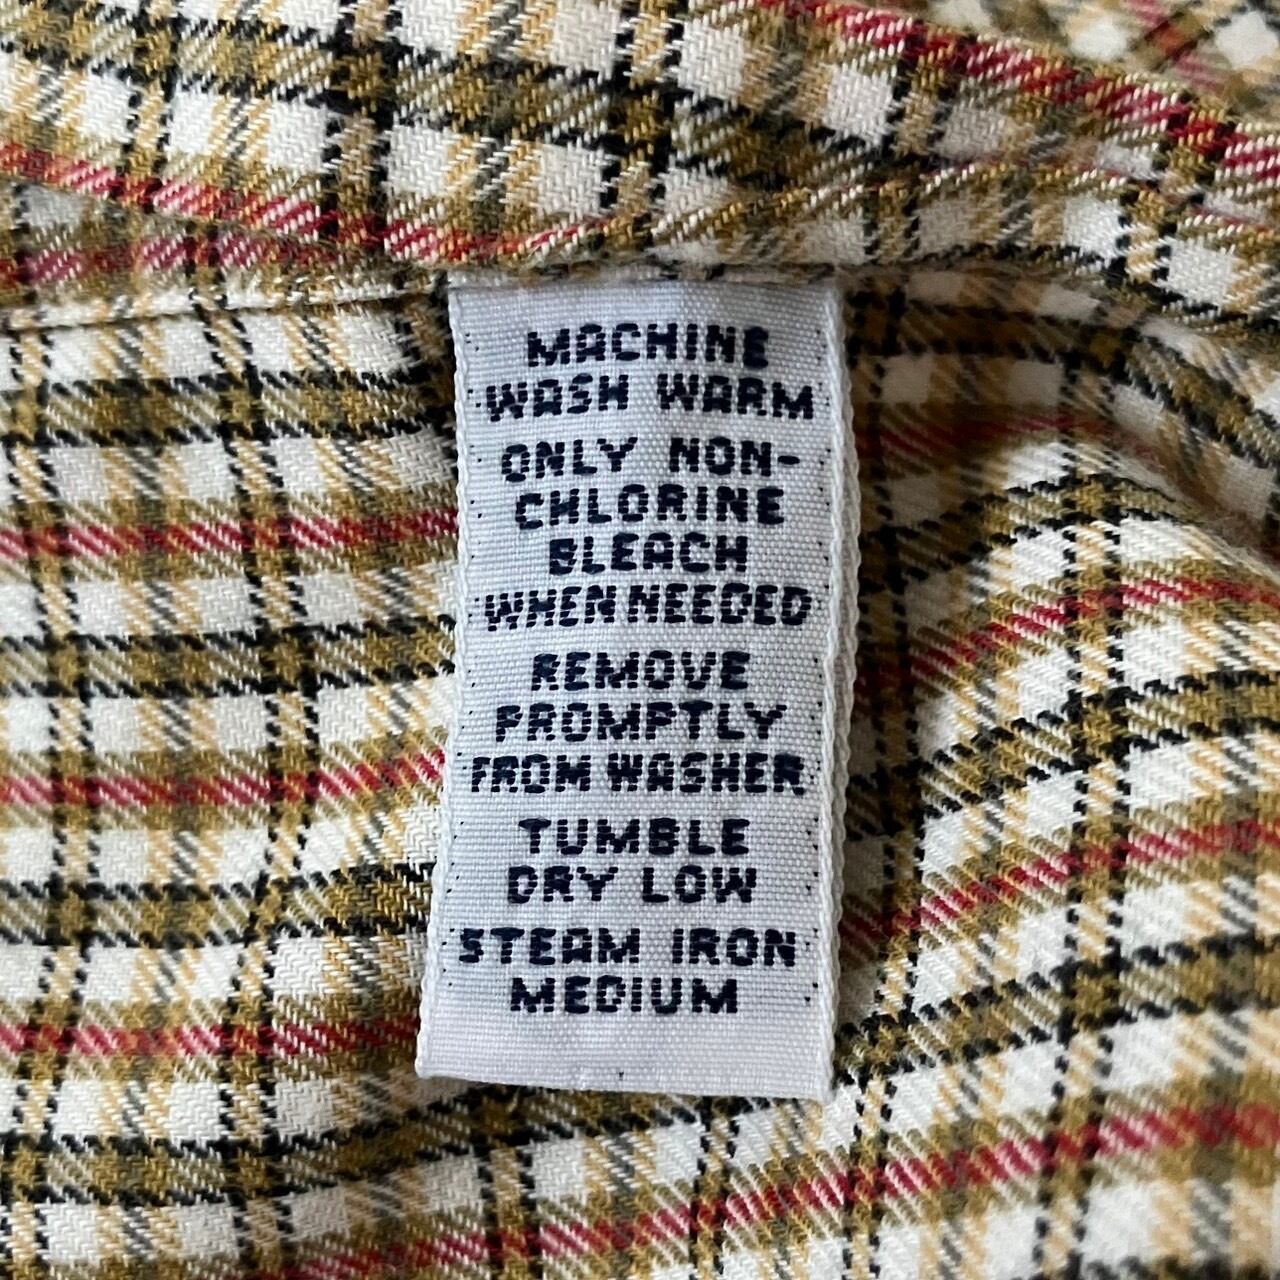 MACHINE
WASH WARM
ONLY NON-
CHLORINE
BLEACH
WHEN NEEDED
REMOVE
PROMPTLY
FROM WASHER
TUMBLE
DRY LOW
STEAM IRON
MEDIUM